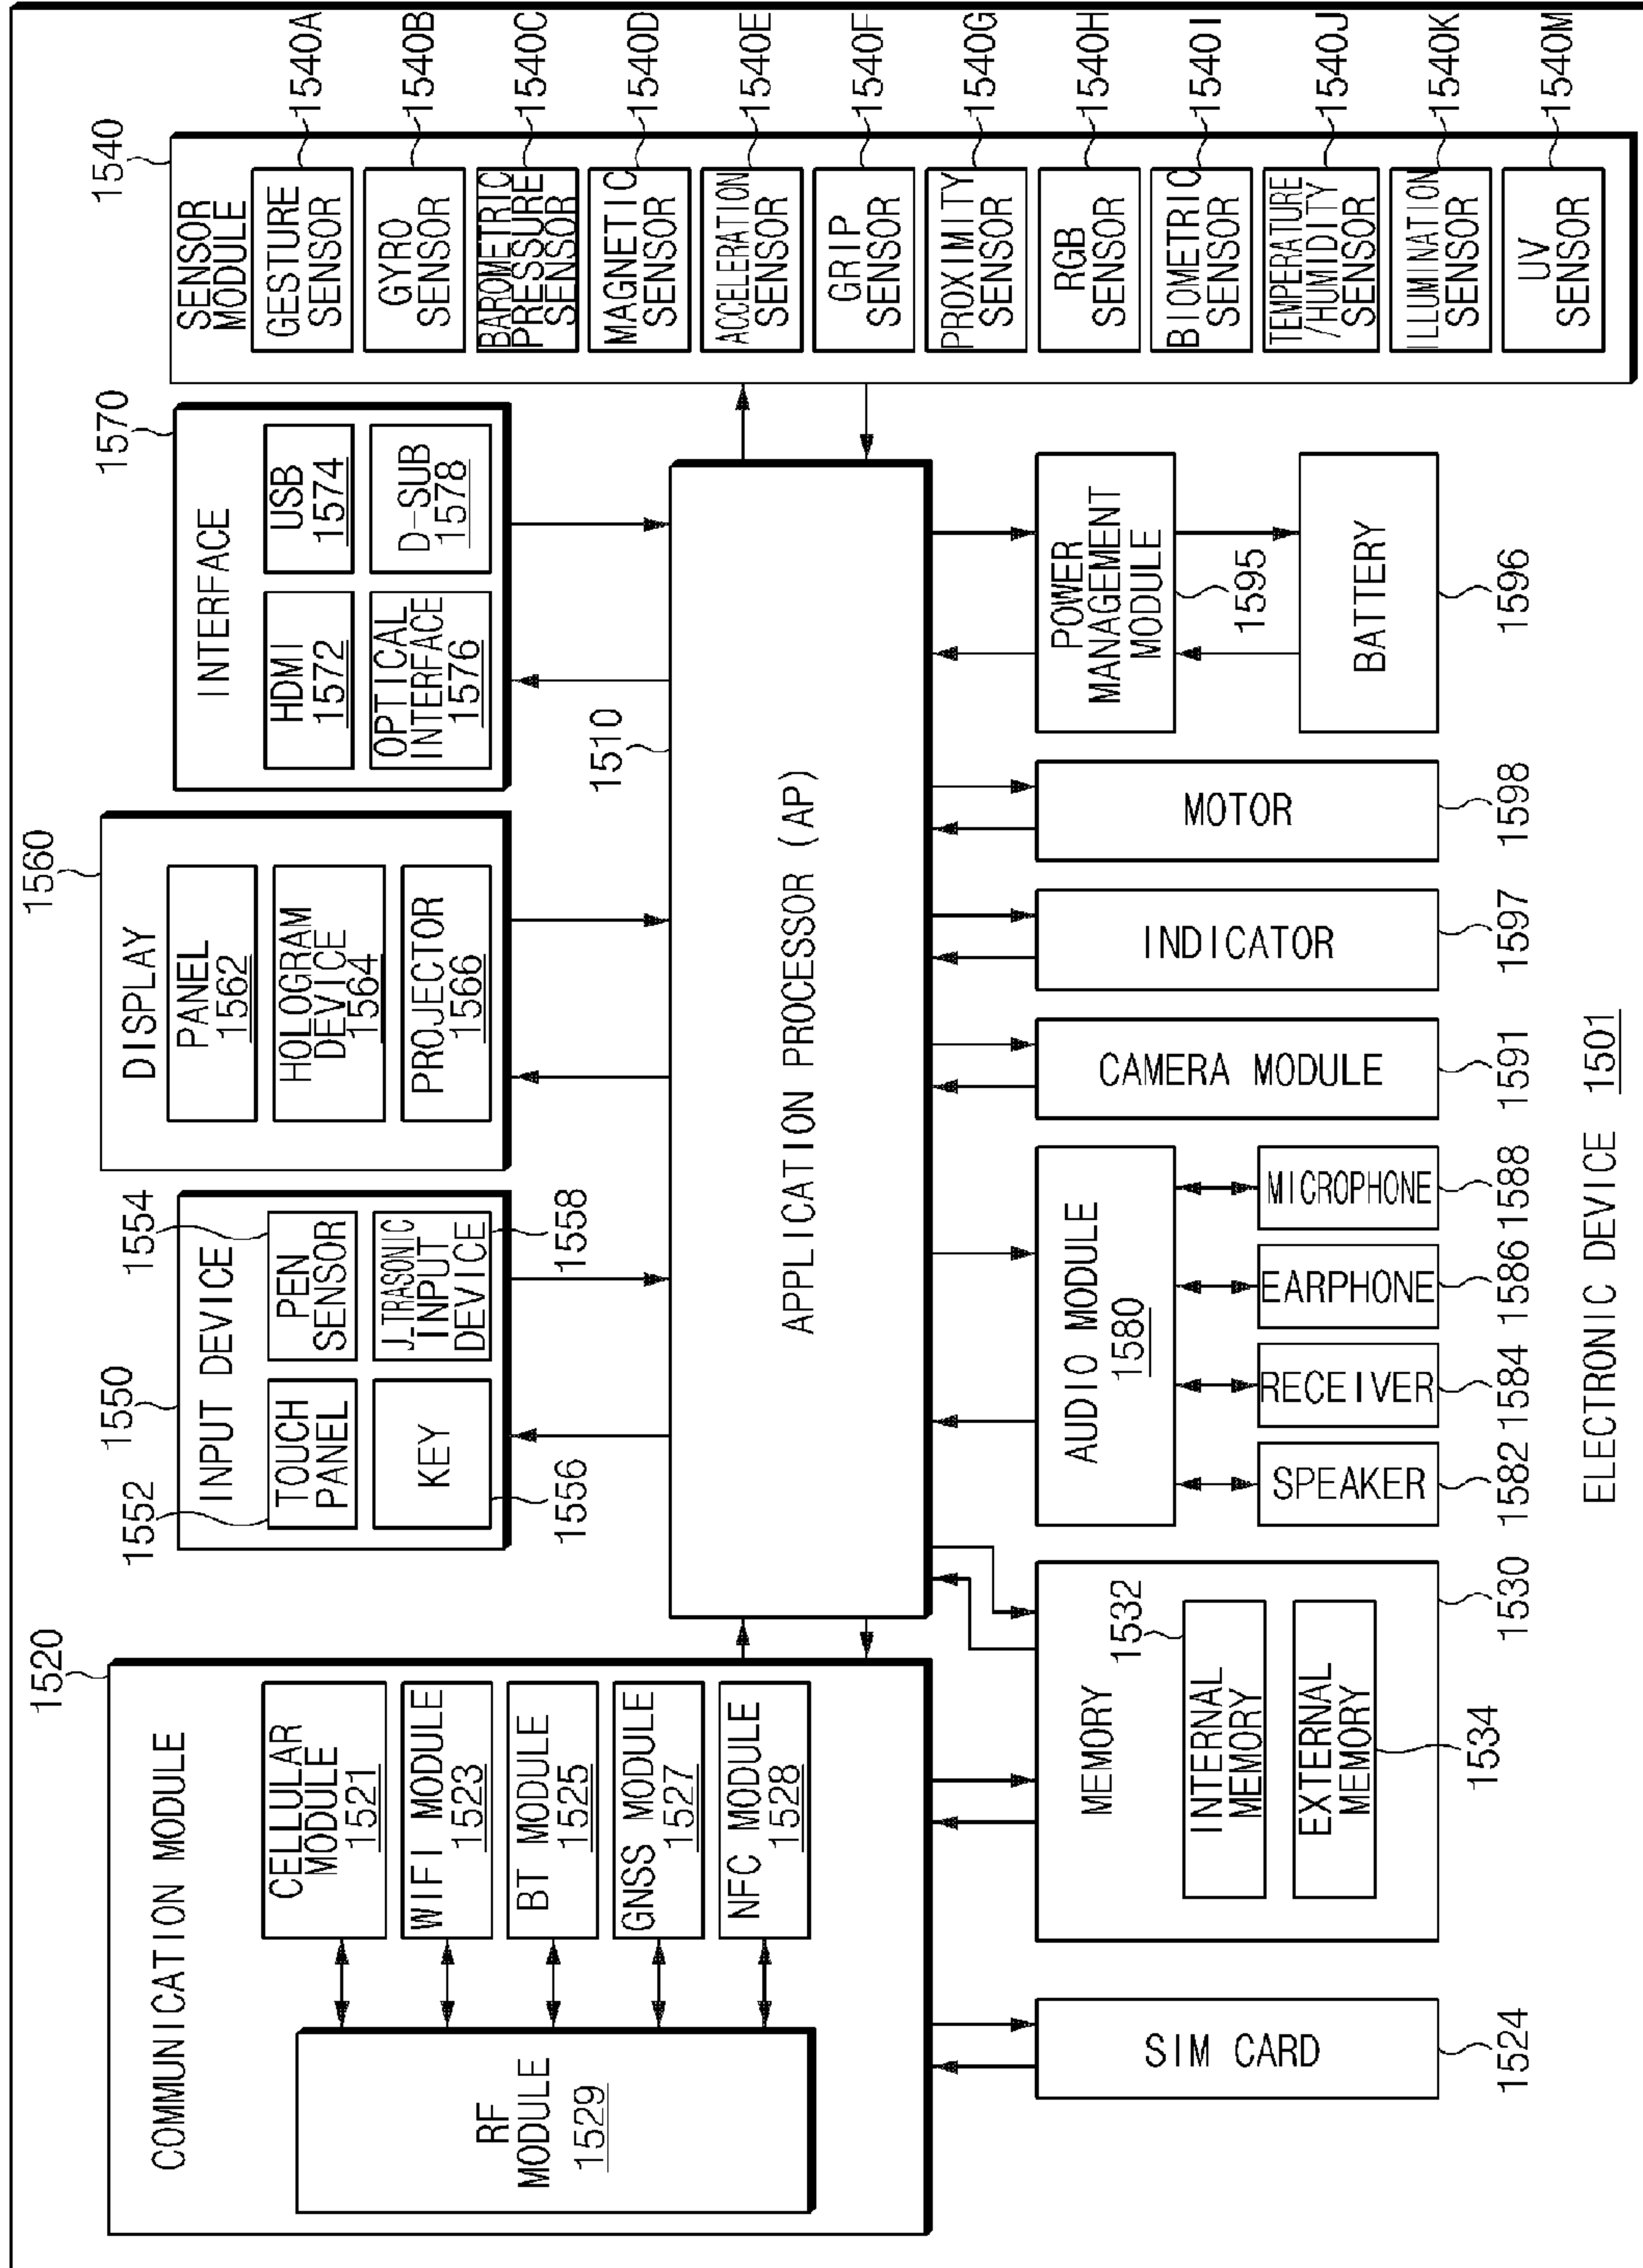 1520
COMMUNICATION MODULE
RF
MODULE
1529
CELLULAR
MODULE
1521
WIFI MODULE
1523
BT MODULE
1525
GNSS MODULE
1527
NFC MODULE
1528
1550
INPUT DEVICE
1552
TOUCH
PANEL
1554
PEN
SENSOR
KEY
1556
INPUT
DEVICE
1558
1560
DISPLAY
PANEL
1562
HOLOGRAM
DEVICE
1564
PROJECTOR
1566
1570
INTERFACE
HDMI
1572
USB
1574
OPTICAL
INTERFACE
1576
D-SUB
1578
1540
SENSOR
MODULE
GESTURE
SENSOR
1540A
GYRO
SENSOR
1540B
BAROMETRIC
PRESSURE
SENSOR
1540C
MAGNETIC
SENSOR
1540D
ACCELERATION
SENSOR
1540E
GRIP
SENSOR
1540F
PROXIMITY
SENSOR
1540G
RGB
SENSOR
1540H
BIOMETRIC
SENSOR
1540I
TEMPERATURE
/HUMIDITY
SENSOR
1540J
ILLUMINATION
SENSOR
1540K
UV
SENSOR
1540M
1510
APPLICATION PROCESSOR (AP)
SIM CARD
1524
MEMORY
1532
INTERNAL
MEMORY
EXTERNAL
MEMORY
1534
1530
AUDIO MODULE
1580
SPEAKER
1582
RECEIVER
1584
EARPHONE
1586
MICROPHONE
1588
CAMERA MODULE
1591
INDICATOR
1597
MOTOR
1598
POWER
MANAGEMENT
MODULE
1595
BATTERY
1596
ELECTRONIC DEVICE 1501